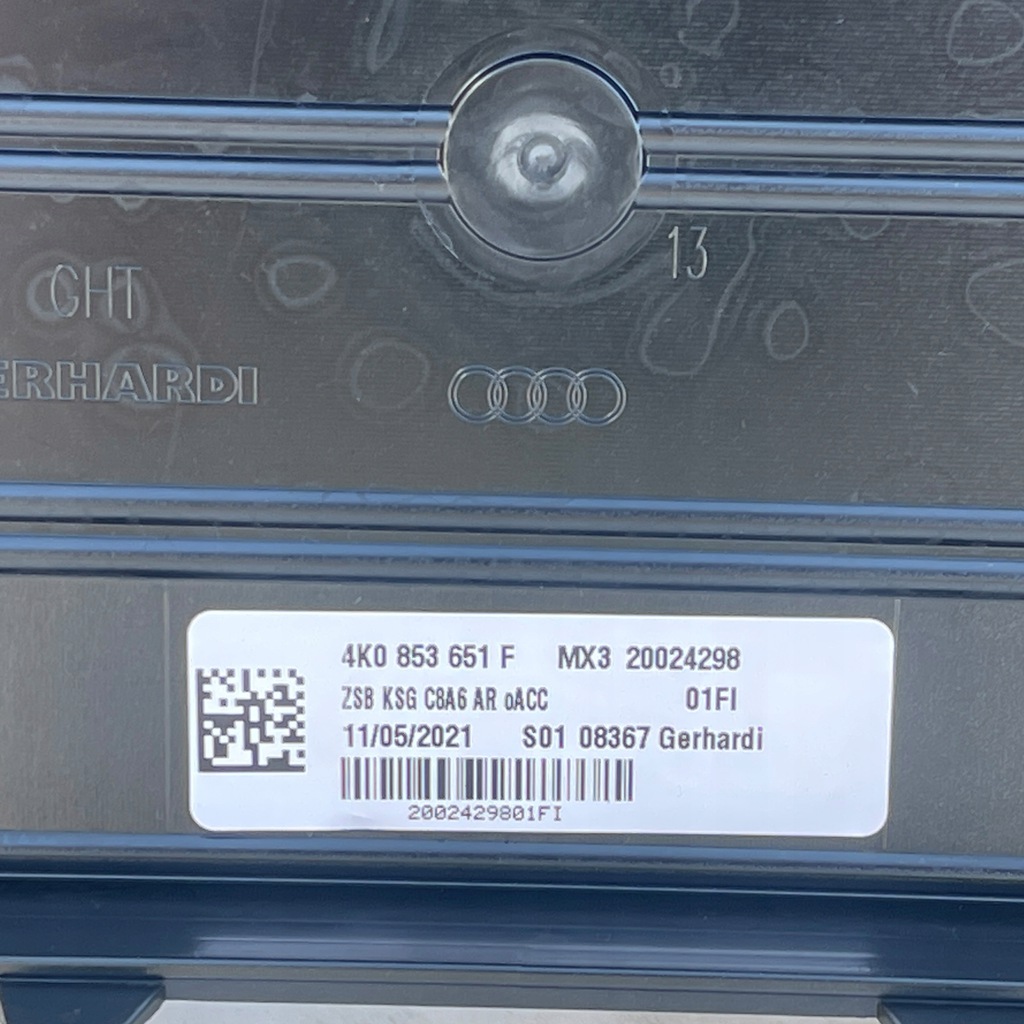 13
GHT
ERHARDI
4K0 853 651 F MX3 20024298
ZSB KSG C8A6 AR oACC 01FI
11/05/2021 S01 08367 Gerhardi
2002429801FI